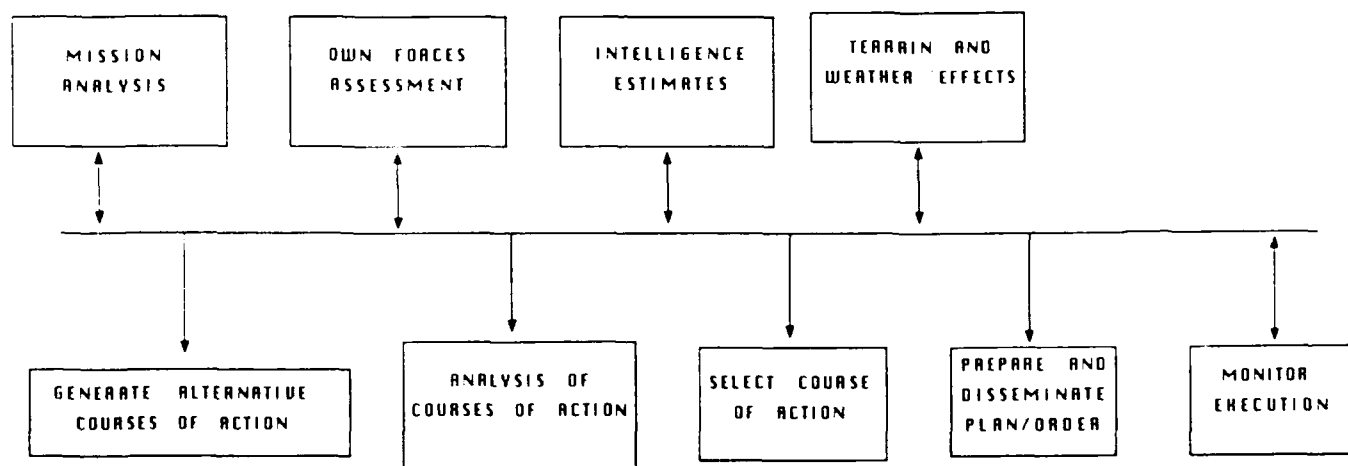 MISSION
ANALYSIS
OWN FORCES
ASSESSMENT
INTELLIGENCE
ESTIMATES
TERRAIN AND
WEATHER EFFECTS
GENERATE ALTERNATIVE
COURSES OF ACTION
ANALYSIS OF
COURSES OF ACTION
SELECT COURSE
OF ACTION
PREPARE AND
DISSEMINATE
PLAN/ORDER
MONITOR
EXECUTION